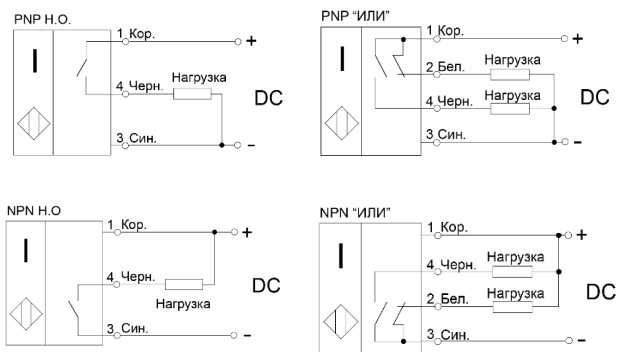 PNP Н.О.
1 Кор.
+
Нагрузка
4 Черн.
DC
3 Син.
-
PNP “ИЛИ”
1 Кор.
+
Нагрузка
2 Бел.
Нагрузка
4 Черн.
DC
3 Син.
-
NPN Н.О
1 Кор.
+
4 Черн.
Нагрузка
DC
3 Син.
-
NPN “ИЛИ”
1 Кор.
+
Нагрузка
4 Черн.
Нагрузка
2 Бел.
DC
3 Син.
-